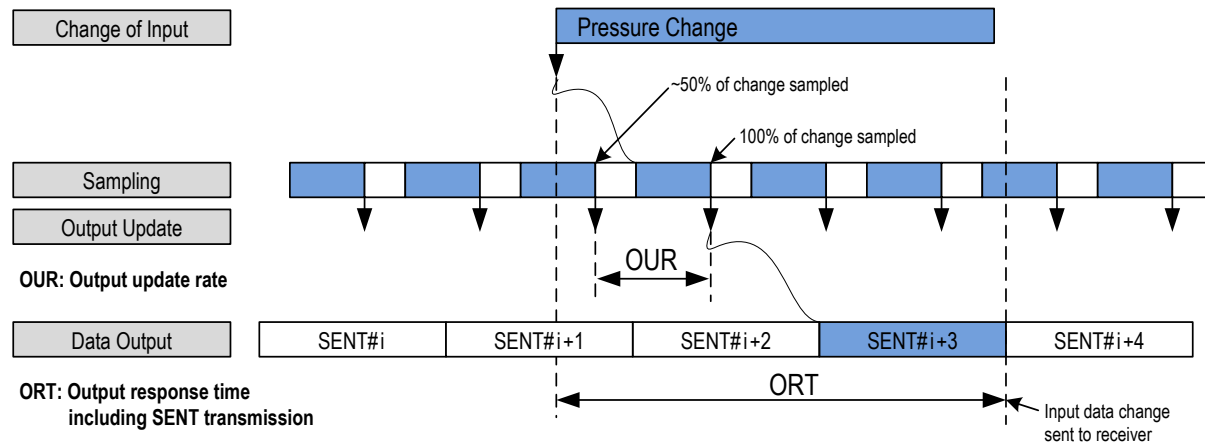 Change of Input
Pressure Change
~50% of change sampled
100% of change sampled
Sampling
Output Update
OUR
OUR: Output update rate
Data Output
SENT#i
SENT#i+1
SENT#i+2
SENT#i+3
SENT#i+4
ORT: Output response time
including SENT transmission
ORT
Input data change
sent to receiver